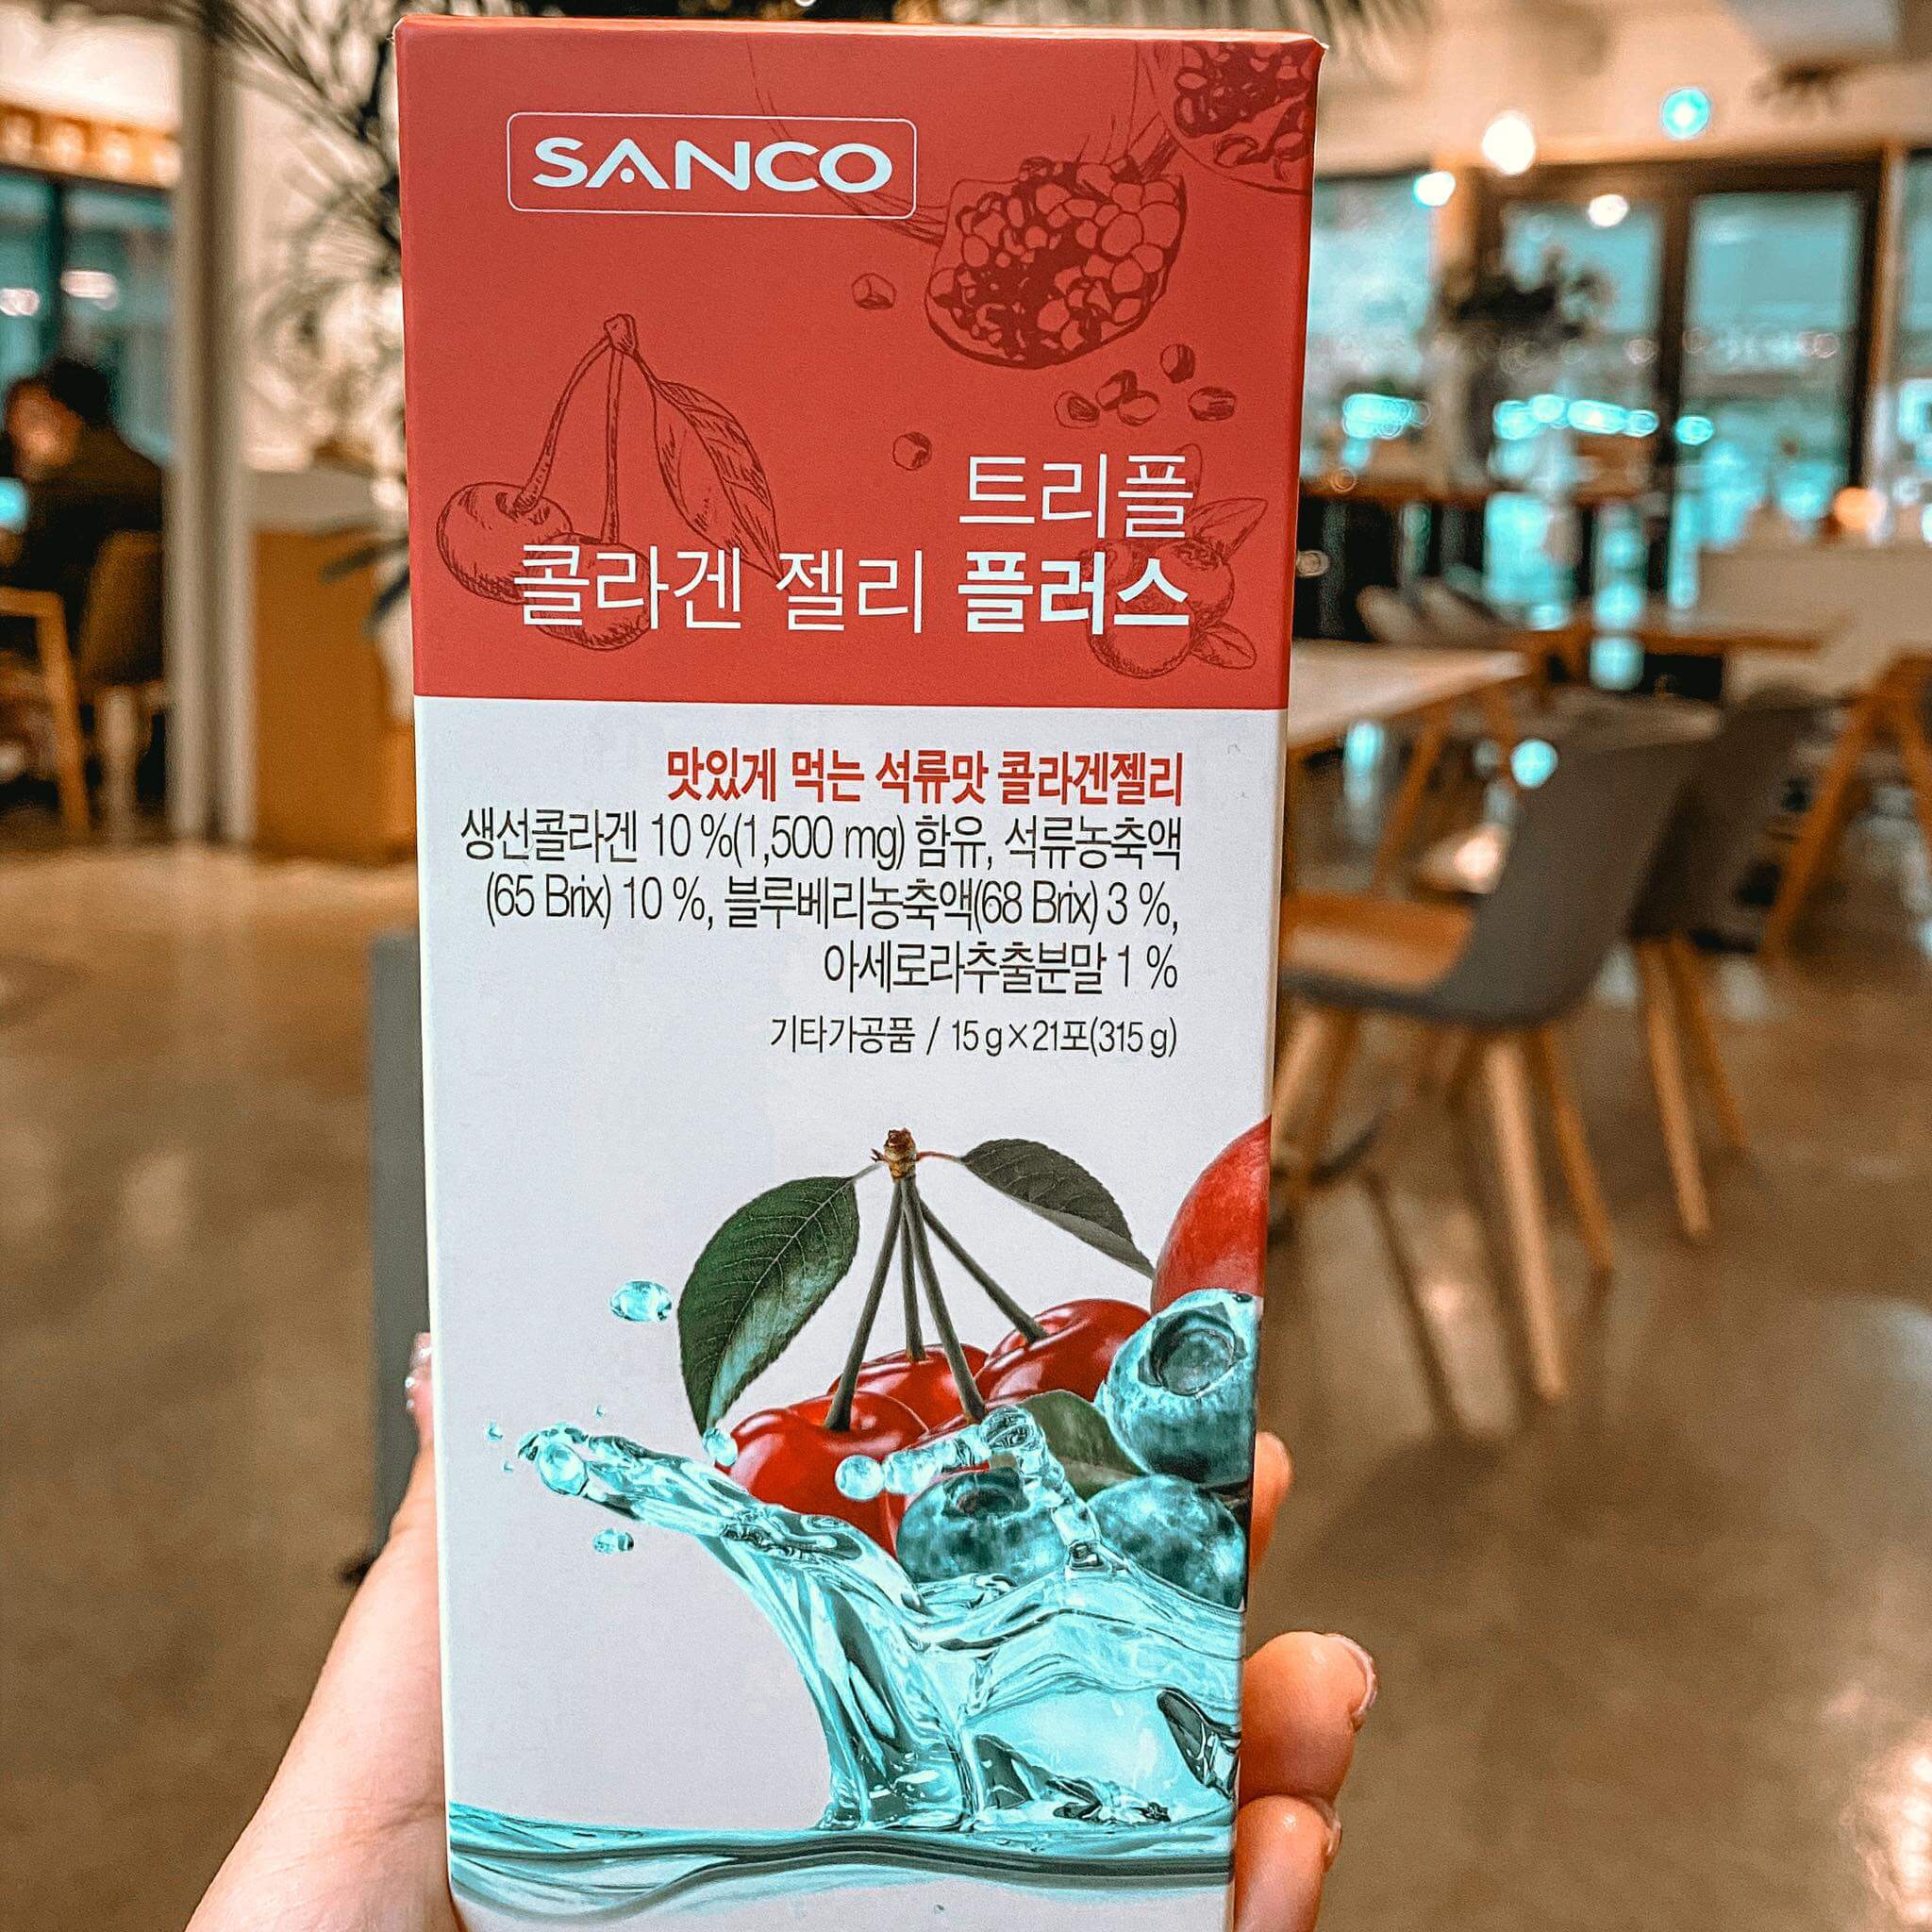 SANCO
트리플
콜라겐 젤리 플러스
맛있게 먹는 석류맛 콜라겐젤리
생선콜라겐 10 %(1,500 mg) 함유, 석류농축액
(65 Brix) 10 %, 블루베리농축액(68 Brix) 3 %,
아세로라추출분말 1 %
기타가공품 / 15 g×21포(315 g)